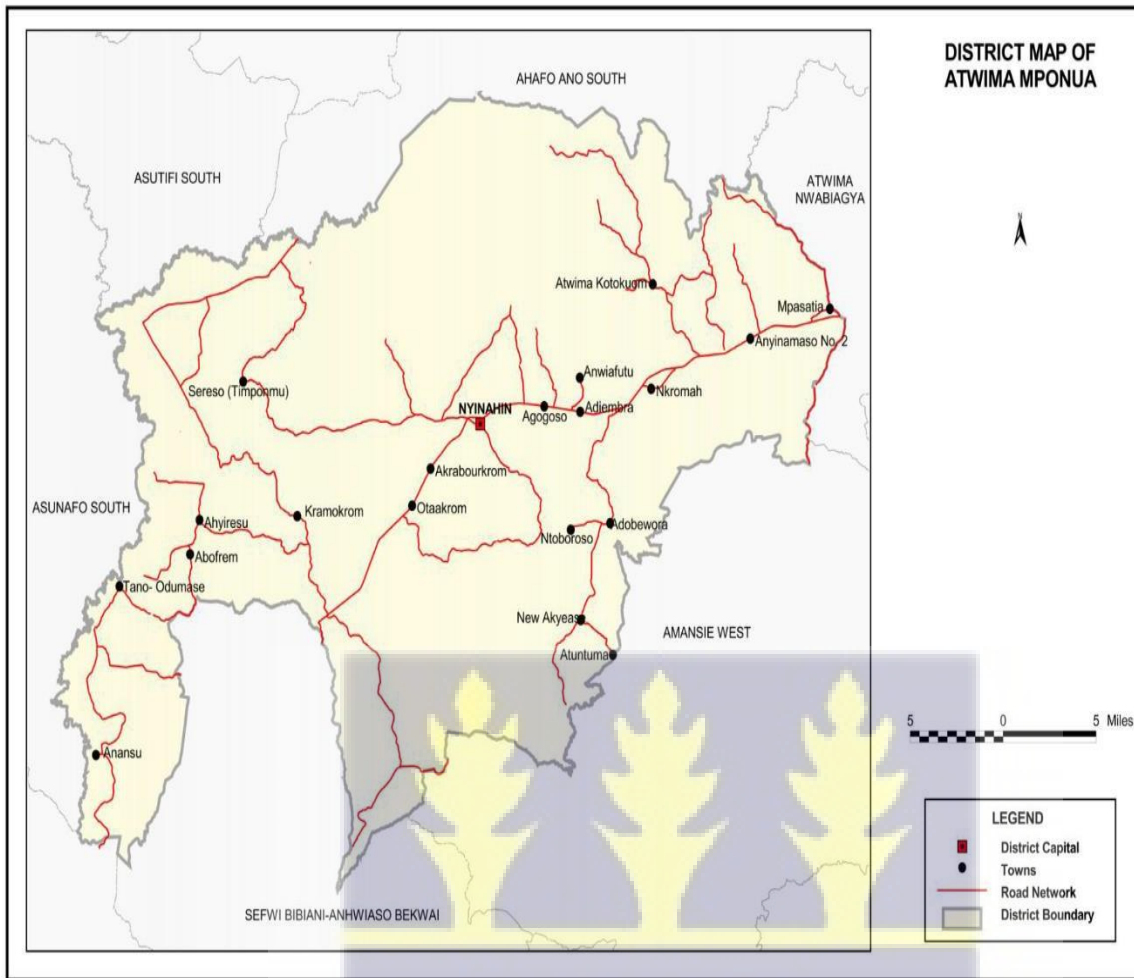 DISTRICT MAP OF
ATWIMA MPONUA
AHAFO ANO SOUTH
ASUTIFI SOUTH
ATWIMA
NWABIAGYA
N
Atwima Kotokuom
Mpasatia
Anyinamaso No. 2
Sereso (Timponmu)
Anwiafutu
Nkromah
NYINAHIN
Agogoso
Adiembra
Akrabourkrom
Otaakrom
Kramokrom
ASUNAFO SOUTH
Ahyiresu
Ntoboroso
Adobewora
Abofrem
Tano- Odumase
New Akyeas
AMANSIE WEST
Atuntuma
5 0 5 Miles
Anansu
LEGEND
District Capital
Towns
Road Network
District Boundary
SEFWI BIBIANI-ANHWIASO BEKWAI